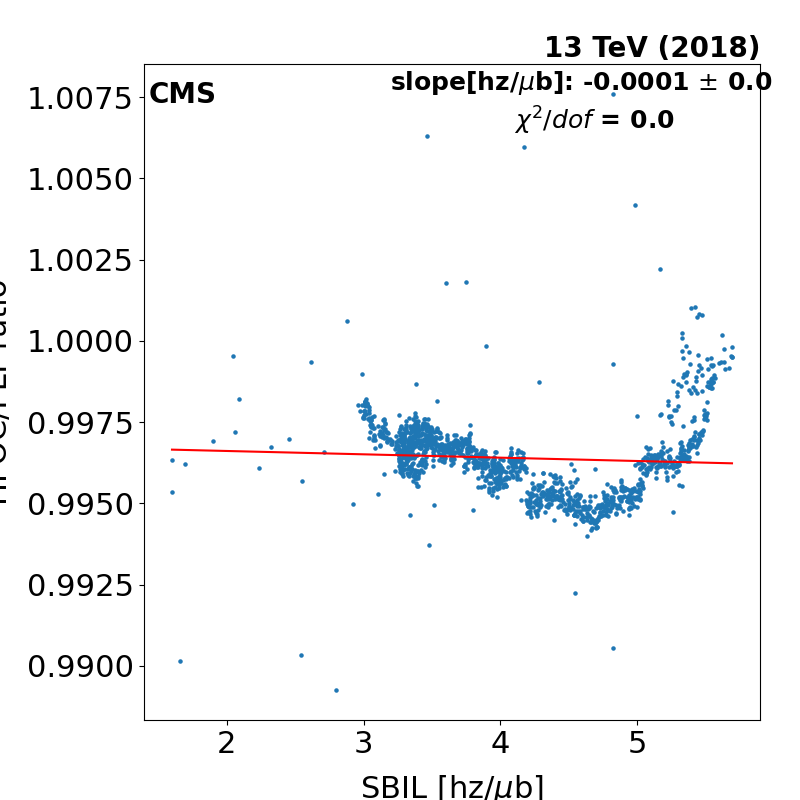 13 TeV (2018)
CMS
slope[hz/μb]: -0.0001 ± 0.0
χ²/dof = 0.0
1.0075
1.0050
1.0025
1.0000
0.9975
0.9950
0.9925
0.9900
2 3 4 5
SBIL [hz/μb]